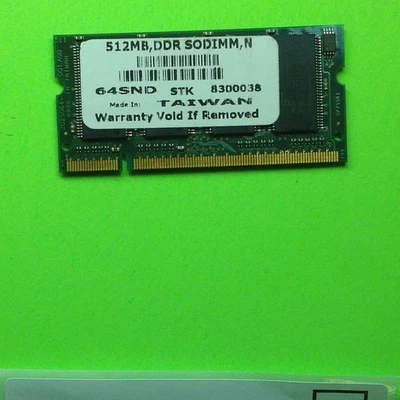 512MB,DDR SODIMM,N
64SND STK 8300038
Made In: TAIWAN
Warranty Void If Removed